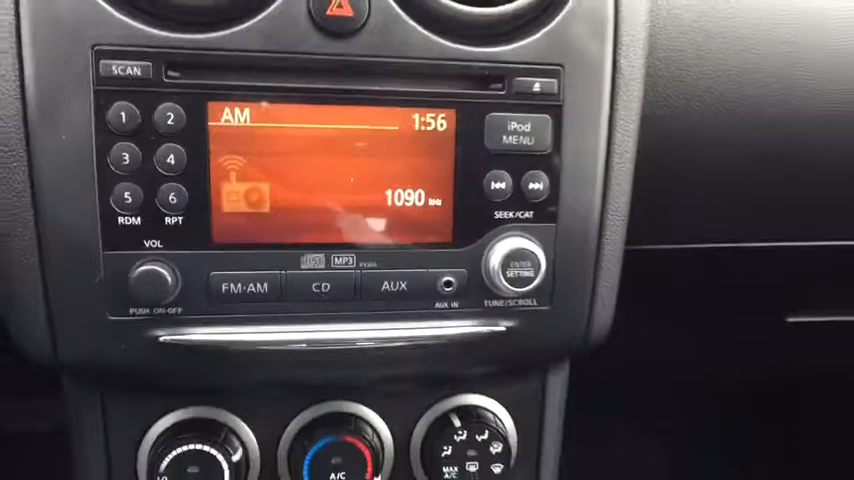 SCAN
AM 1:56
iPod
MENU
1 2
3 4
5 6
RDM RPT
1090 kHz
SEEK/CAT
VOL
MP3
FM·AM CD AUX
AUX IN
ENTER
SETTING
PUSH ON·OFF
TUNE/SCROLL
A/C
MAX
A/C